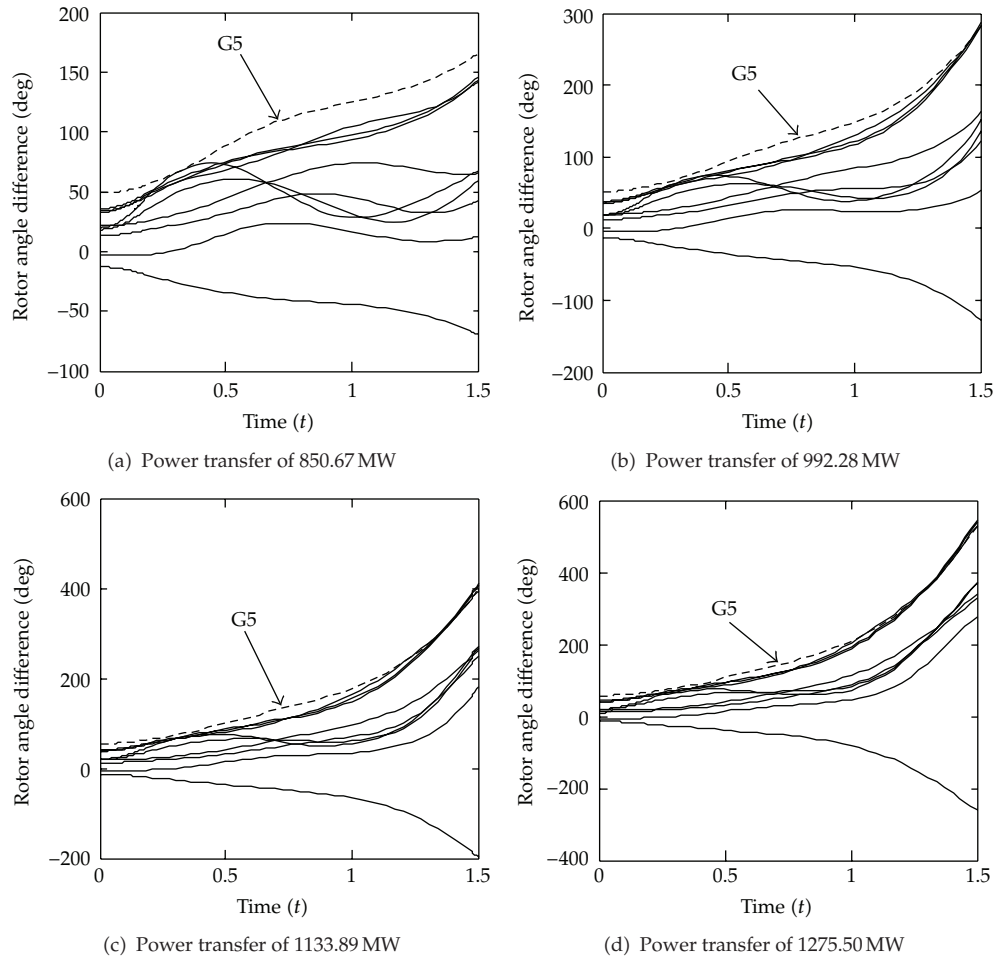 200
150
100
50
0
−50
−100
Rotor angle difference (deg)
G5
0
0.5
1
1.5
Time (t)
(a) Power transfer of 850.67 MW
300
200
100
0
−100
−200
Rotor angle difference (deg)
G5
0
0.5
1
1.5
Time (t)
(b) Power transfer of 992.28 MW
600
400
200
0
−200
Rotor angle difference (deg)
G5
0
0.5
1
1.5
Time (t)
(c) Power transfer of 1133.89 MW
600
400
200
0
−200
−400
Rotor angle difference (deg)
G5
0
0.5
1
1.5
Time (t)
(d) Power transfer of 1275.50 MW